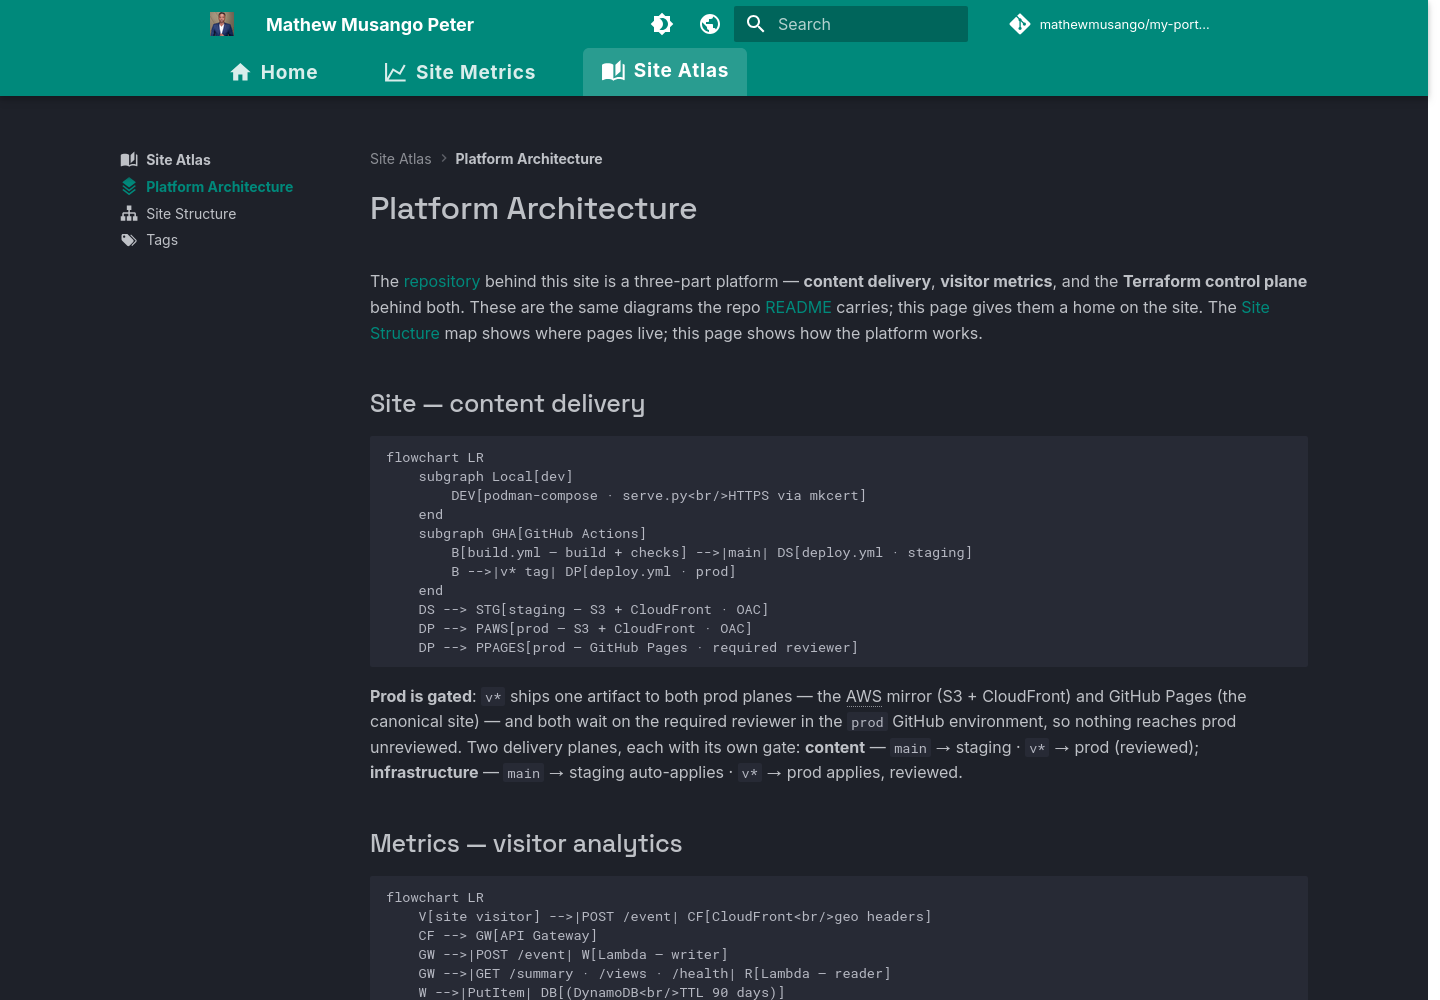 Mathew Musango Peter
Search
mathewmusango/my-port...
Home
Site Metrics
Site Atlas
Site Atlas
Platform Architecture
Site Structure
Tags
Site Atlas > Platform Architecture
Platform Architecture
The repository behind this site is a three-part platform — content delivery, visitor metrics, and the Terraform control plane
behind both. These are the same diagrams the repo README carries; this page gives them a home on the site. The Site
Structure map shows where pages live; this page shows how the platform works.
Site — content delivery
flowchart LR
    subgraph Local[dev]
        DEV[podman-compose · serve.py<br/>HTTPS via mkcert]
    end
    subgraph GHA[GitHub Actions]
        B[build.yml — build + checks] -->|main| DS[deploy.yml · staging]
        B -->|v* tag| DP[deploy.yml · prod]
    end
    DS --> STG[staging — S3 + CloudFront · OAC]
    DP --> PAWS[prod — S3 + CloudFront · OAC]
    DP --> PPAGES[prod — GitHub Pages · required reviewer]
Prod is gated: v* ships one artifact to both prod planes — the AWS mirror (S3 + CloudFront) and GitHub Pages (the
canonical site) — and both wait on the required reviewer in the prod GitHub environment, so nothing reaches prod
unreviewed. Two delivery planes, each with its own gate: content — main → staging · v* → prod (reviewed);
infrastructure — main → staging auto-applies · v* → prod applies, reviewed.
Metrics — visitor analytics
flowchart LR
    V[site visitor] -->|POST /event| CF[CloudFront<br/>geo headers]
    CF --> GW[API Gateway]
    GW -->|POST /event| W[Lambda — writer]
    GW -->|GET /summary · /views · /health| R[Lambda — reader]
    W -->|PutItem| DB[(DynamoDB<br/>TTL 90 days)]